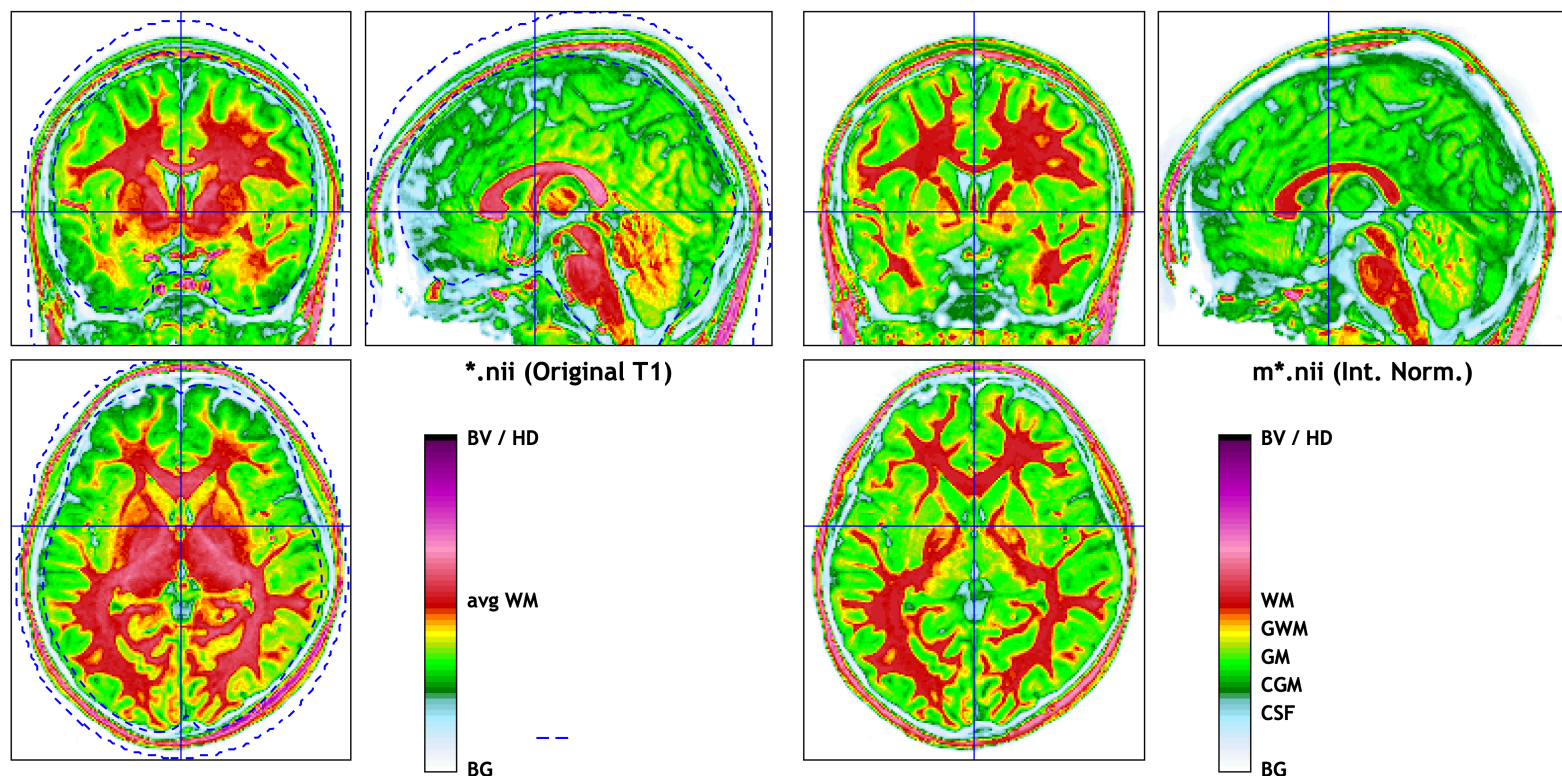 *.nii (Original T1)
BV / HD
avg WM
BG
m*.nii (Int. Norm.)
BV / HD
WM
GWM
GM
CGM
CSF
BG